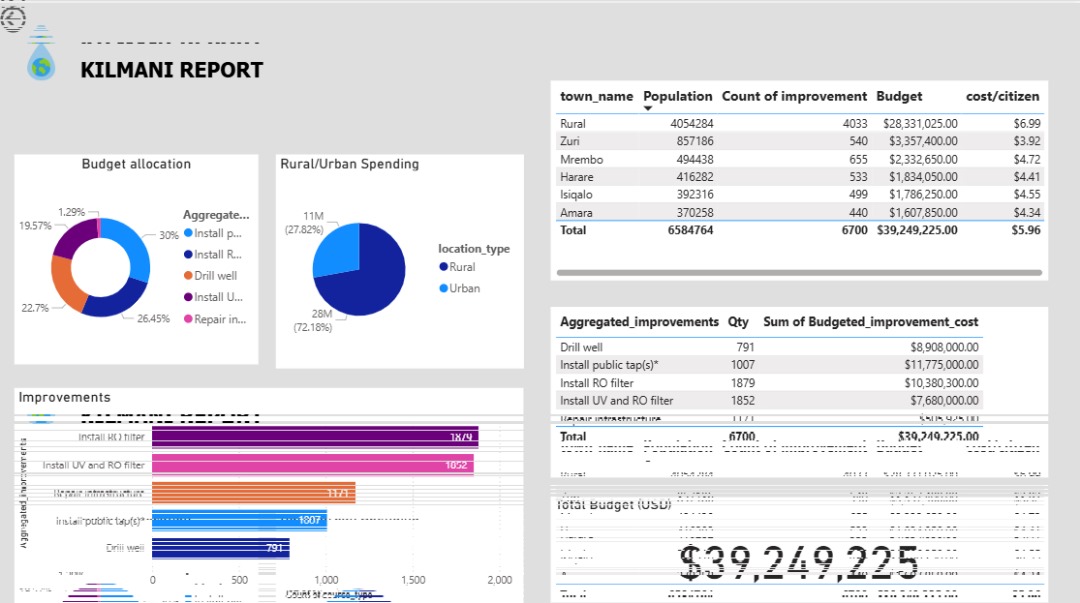 KILMANI REPORT
town_name Population Count of improvement Budget cost/citizen
Rural 4054284 4033 $28,331,025.00 $6.99
Zuri 857186 540 $3,357,400.00 $3.92
Mrembo 494438 655 $2,332,650.00 $4.72
Harare 416282 533 $1,834,050.00 $4.41
Isiqalo 392316 499 $1,786,250.00 $4.55
Amara 370258 440 $1,607,850.00 $4.34
Total 6584764 6700 $39,249,225.00 $5.96
Budget allocation
1.29%
19.57%
30%
22.7%
26.45%
Aggregate...
Install p...
Install R...
Drill well
Install U...
Repair in...
Rural/Urban Spending
11M
(27.82%)
28M
(72.18%)
location_type
Rural
Urban
Aggregated_improvements Qty Sum of Budgeted_improvement_cost
Drill well 791 $8,908,000.00
Install public tap(s)* 1007 $11,775,000.00
Install RO filter 1879 $10,380,300.00
Install UV and RO filter 1852 $7,680,000.00
Repair infrastructure 1171 $505,925.00
Total 6700 $39,249,225.00
Improvements
Aggregated_improvements
Install RO filter 1879
Install UV and RO filter
Repair infrastructure 1171
Install public tap(s)*
Drill well 791
0 500 1,000 1,500 2,000
Total Budget (USD)
$39,249,225